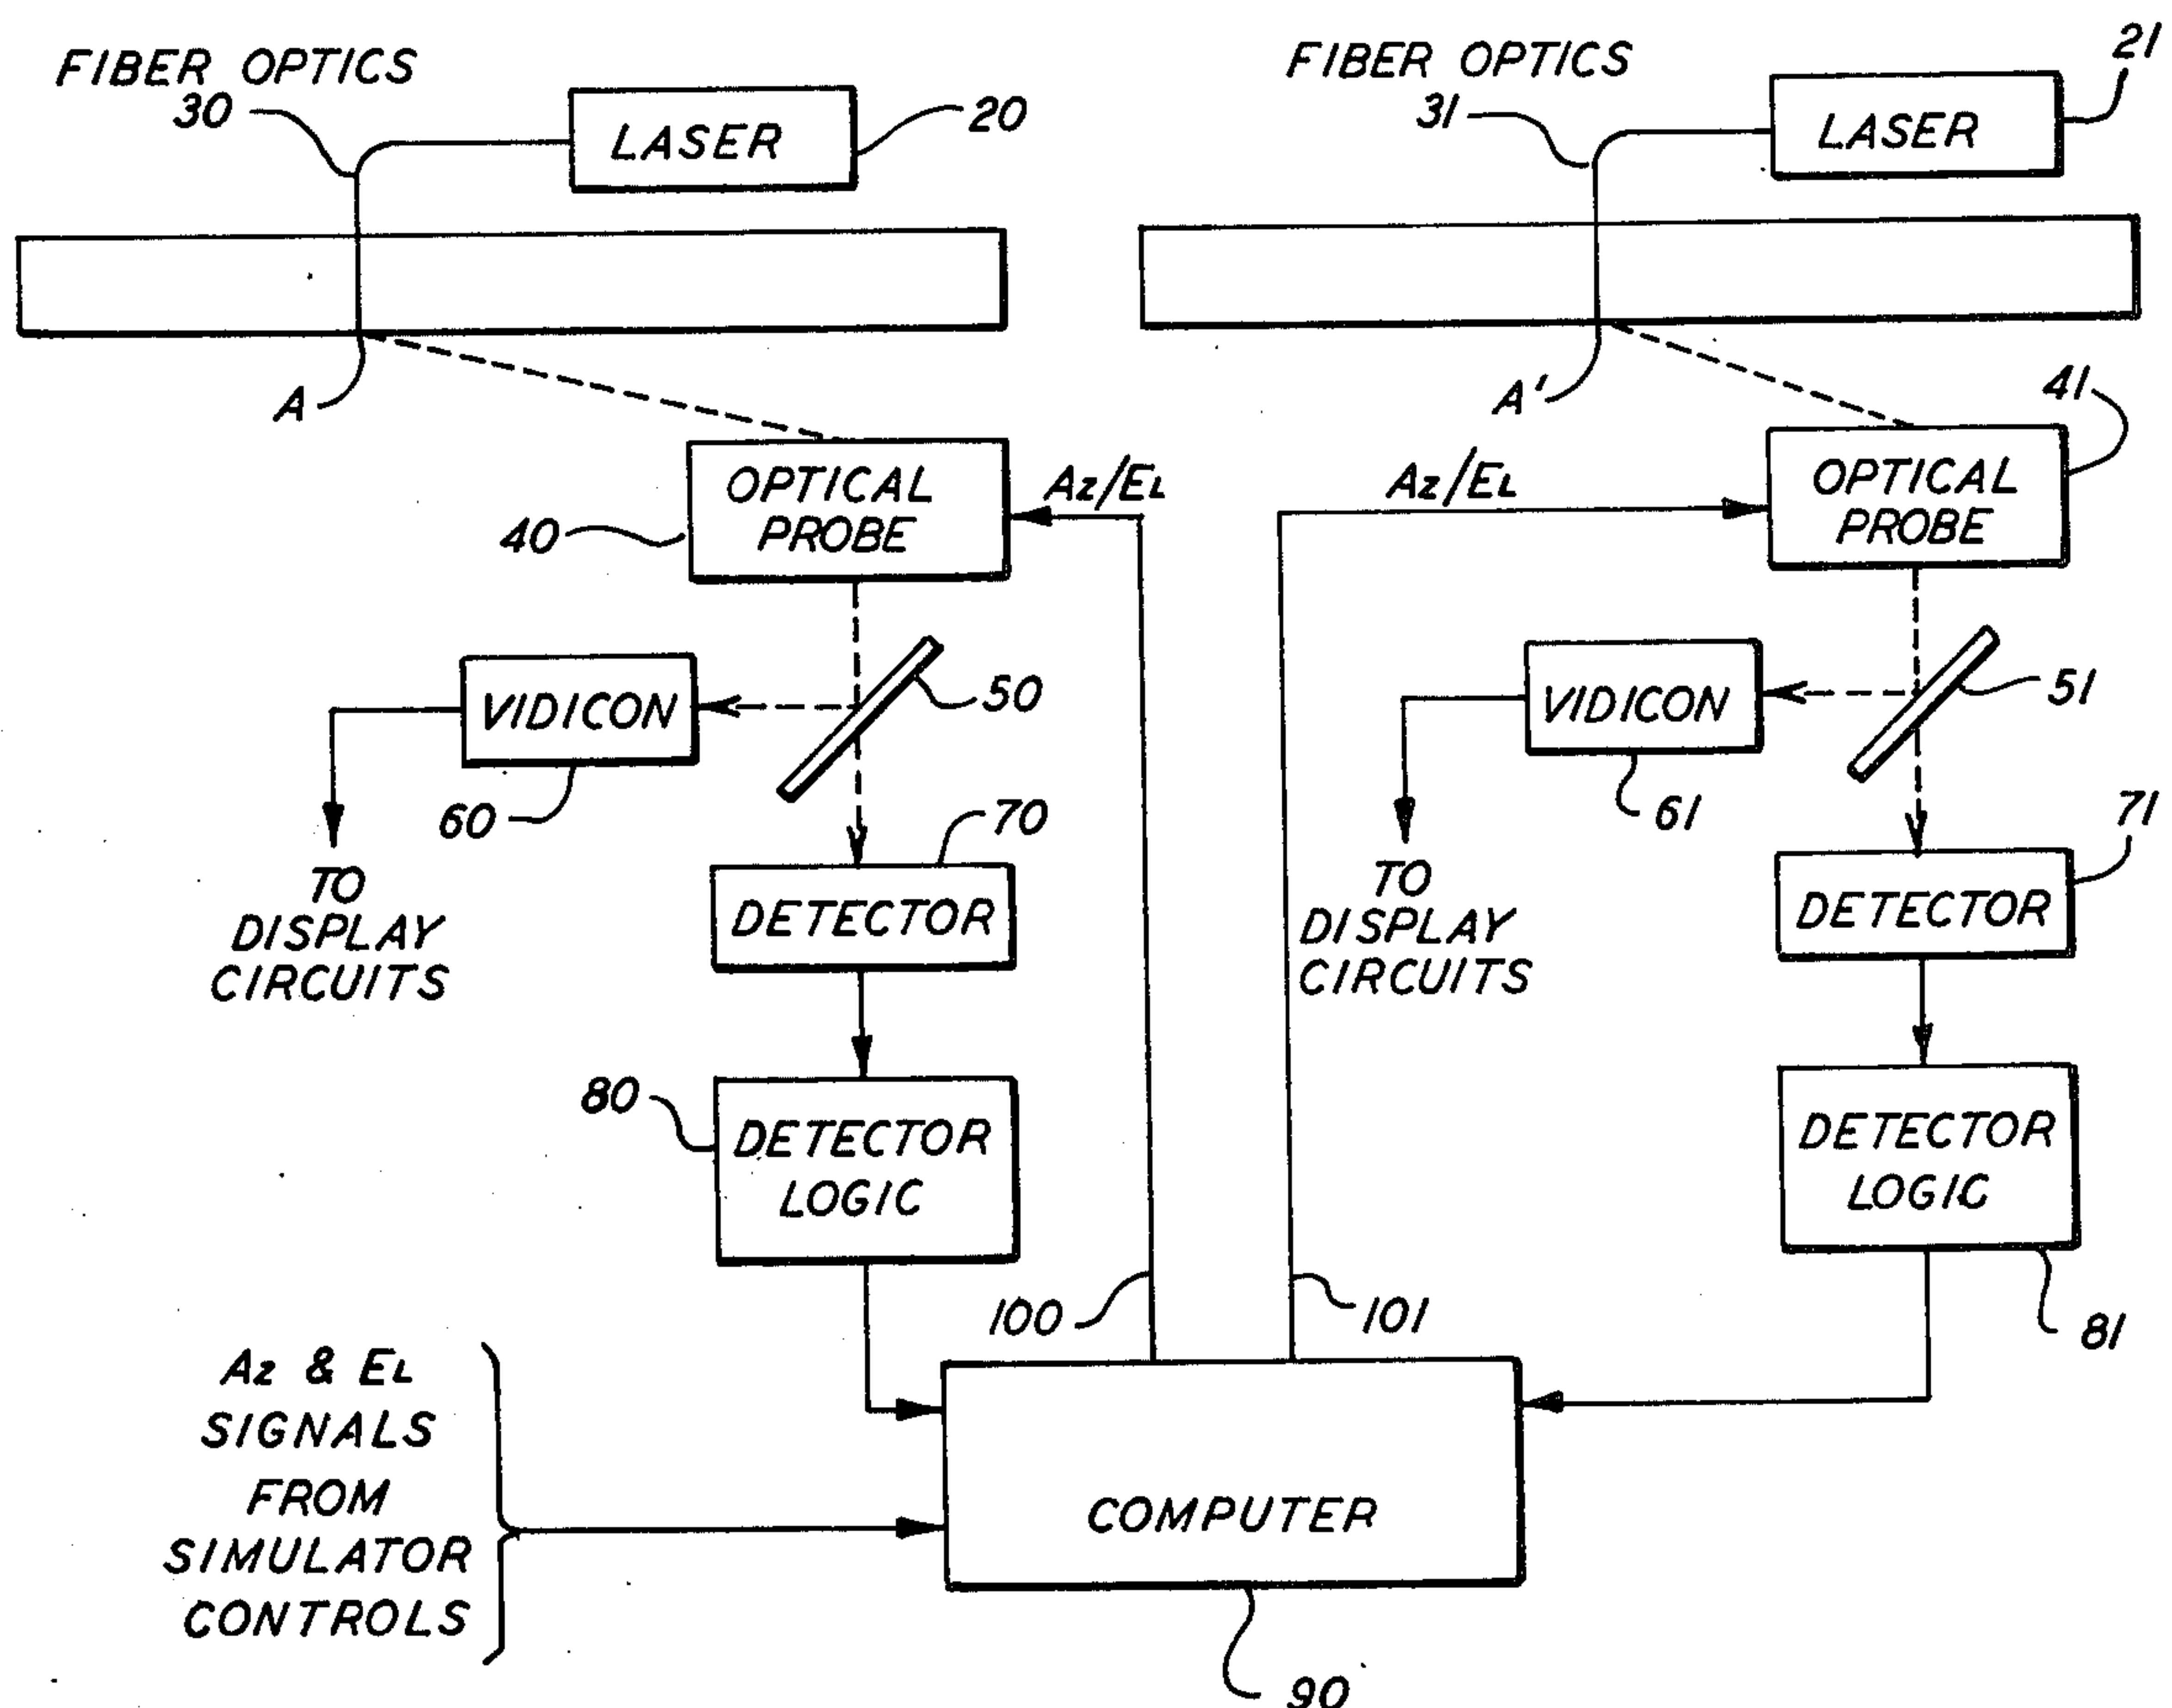 FIBER OPTICS
30
LASER
20
FIBER OPTICS
31
LASER
21
A
A'
OPTICAL
PROBE
40
Az/EL
Az/EL
OPTICAL
PROBE
41
VIDICON
50
60
TO
DISPLAY
CIRCUITS
VIDICON
51
61
TO
DISPLAY
CIRCUITS
70
DETECTOR
71
DETECTOR
80
DETECTOR
LOGIC
DETECTOR
LOGIC
81
100
101
Az & EL
SIGNALS
FROM
SIMULATOR
CONTROLS
COMPUTER
90